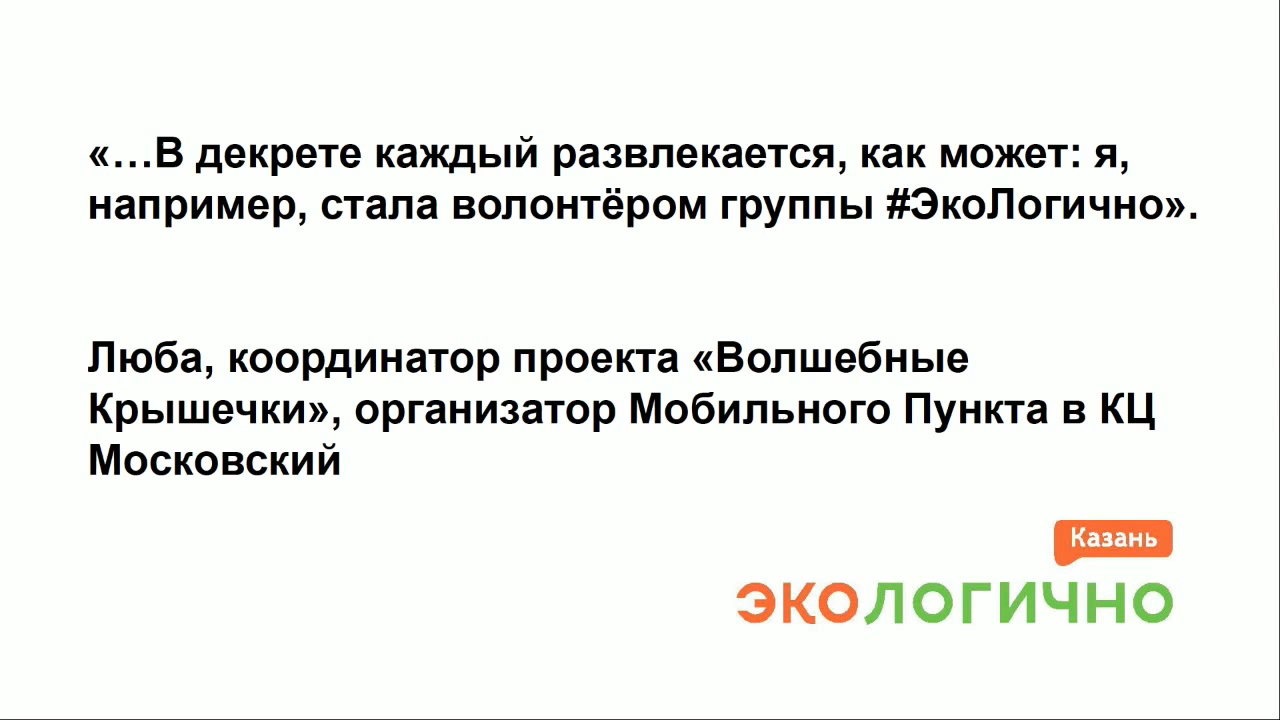 «…В декрете каждый развлекается, как может: я,
например, стала волонтёром группы #ЭкоЛогично».
Люба, координатор проекта «Волшебные
Крышечки», организатор Мобильного Пункта в КЦ
Московский
Казань
ЭКОЛОГИЧНО